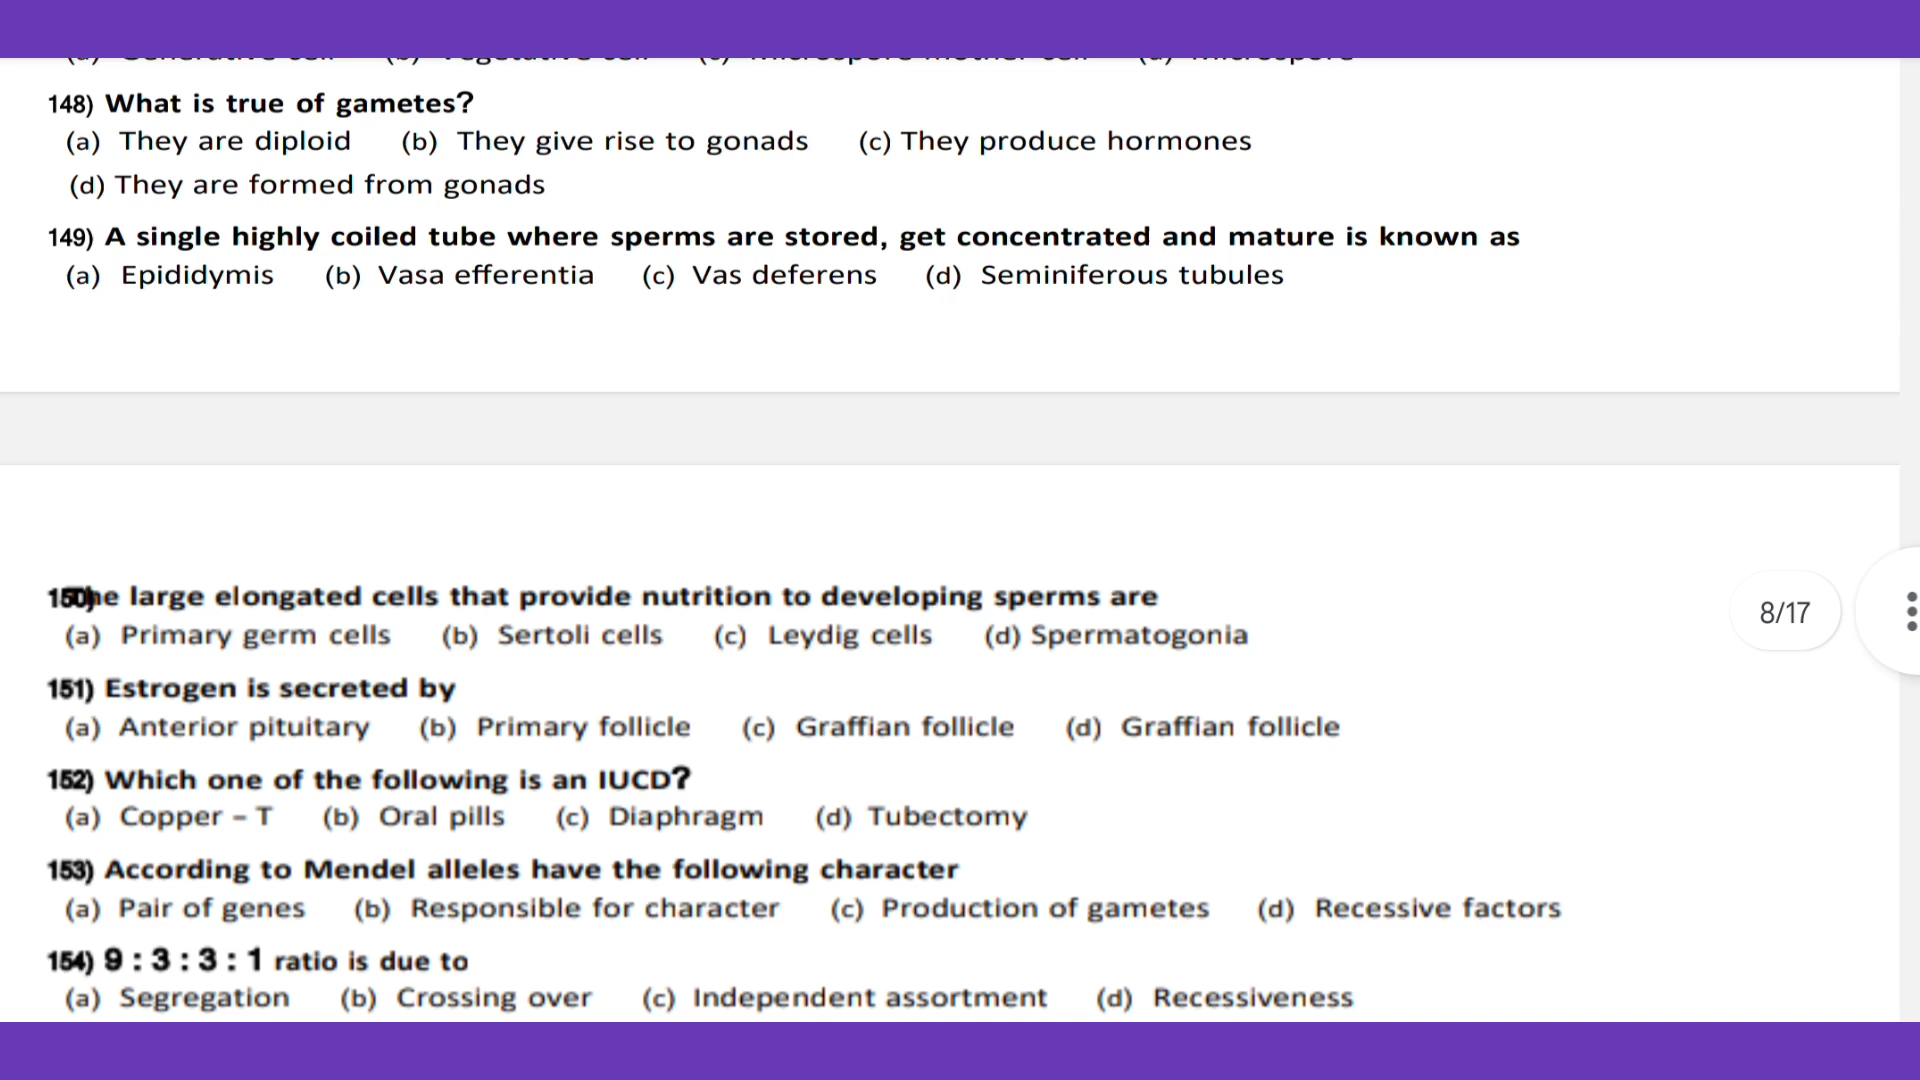 148) What is true of gametes?
(a) They are diploid (b) They give rise to gonads (c) They produce hormones
(d) They are formed from gonads
149) A single highly coiled tube where sperms are stored, get concentrated and mature is known as
(a) Epididymis (b) Vasa efferentia (c) Vas deferens (d) Seminiferous tubules
150) The large elongated cells that provide nutrition to developing sperms are
(a) Primary germ cells (b) Sertoli cells (c) Leydig cells (d) Spermatogonia
8/17
151) Estrogen is secreted by
(a) Anterior pituitary (b) Primary follicle (c) Graffian follicle (d) Graffian follicle
152) Which one of the following is an IUCD?
(a) Copper – T (b) Oral pills (c) Diaphragm (d) Tubectomy
153) According to Mendel alleles have the following character
(a) Pair of genes (b) Responsible for character (c) Production of gametes (d) Recessive factors
154) 9 : 3 : 3 : 1 ratio is due to
(a) Segregation (b) Crossing over (c) Independent assortment (d) Recessiveness